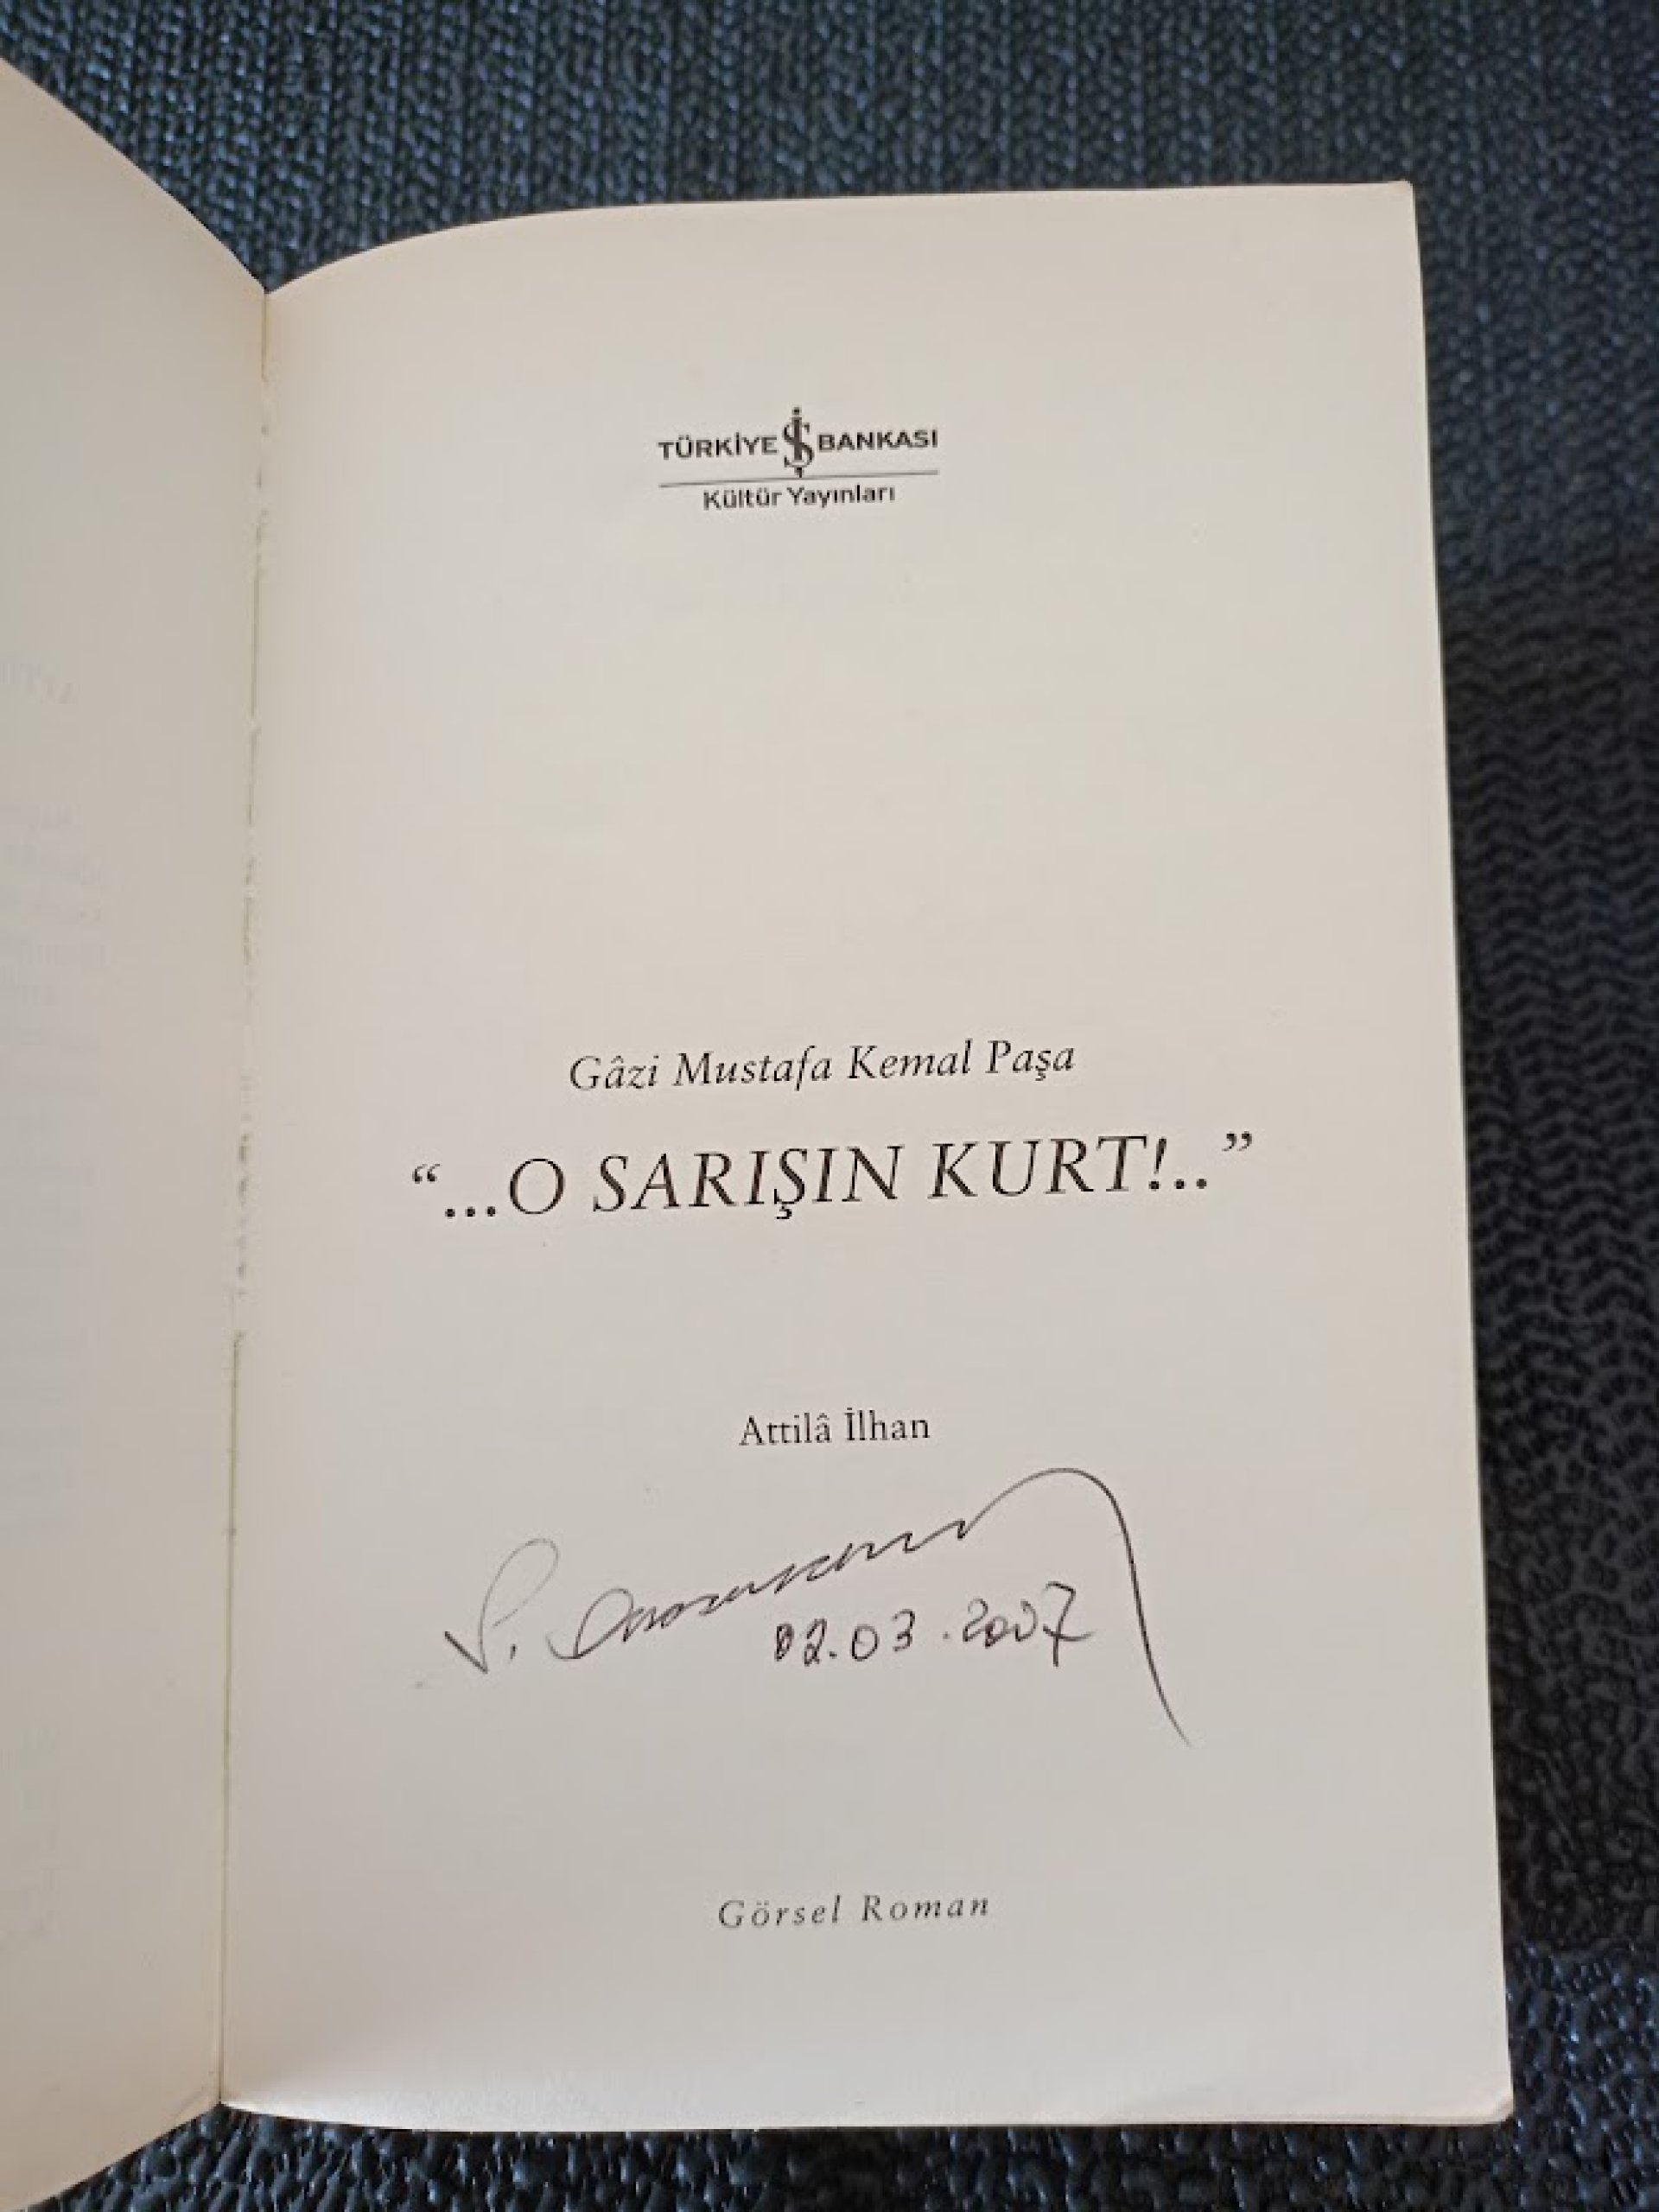 TÜRKİYE İŞ BANKASI
Kültür Yayınları
Gâzi Mustafa Kemal Paşa
“...O SARIŞIN KURT!..”
Attilâ İlhan
02.03.2007
Görsel Roman